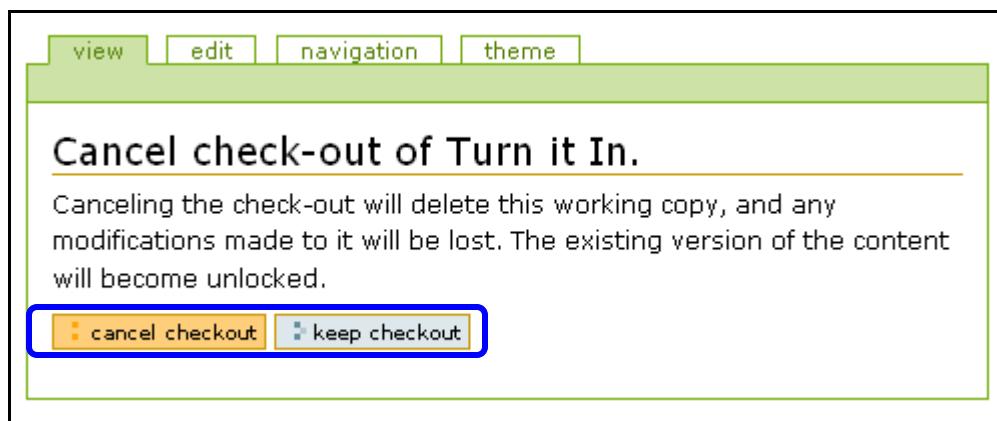 view edit navigation theme
Cancel check-out of Turn it In.
Canceling the check-out will delete this working copy, and any
modifications made to it will be lost. The existing version of the content
will become unlocked.
cancel checkout keep checkout